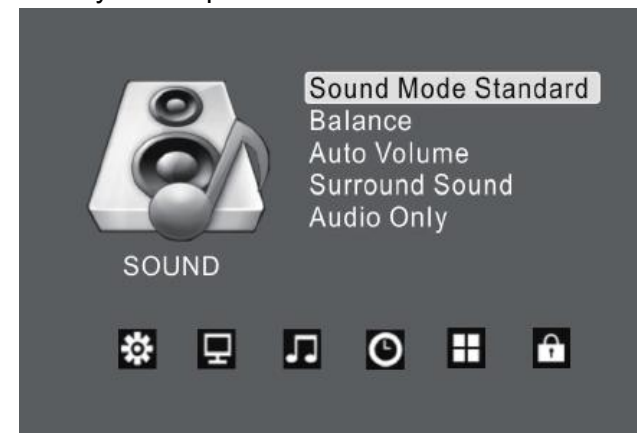 Sound Mode Standard
Balance
Auto Volume
Surround Sound
Audio Only
SOUND